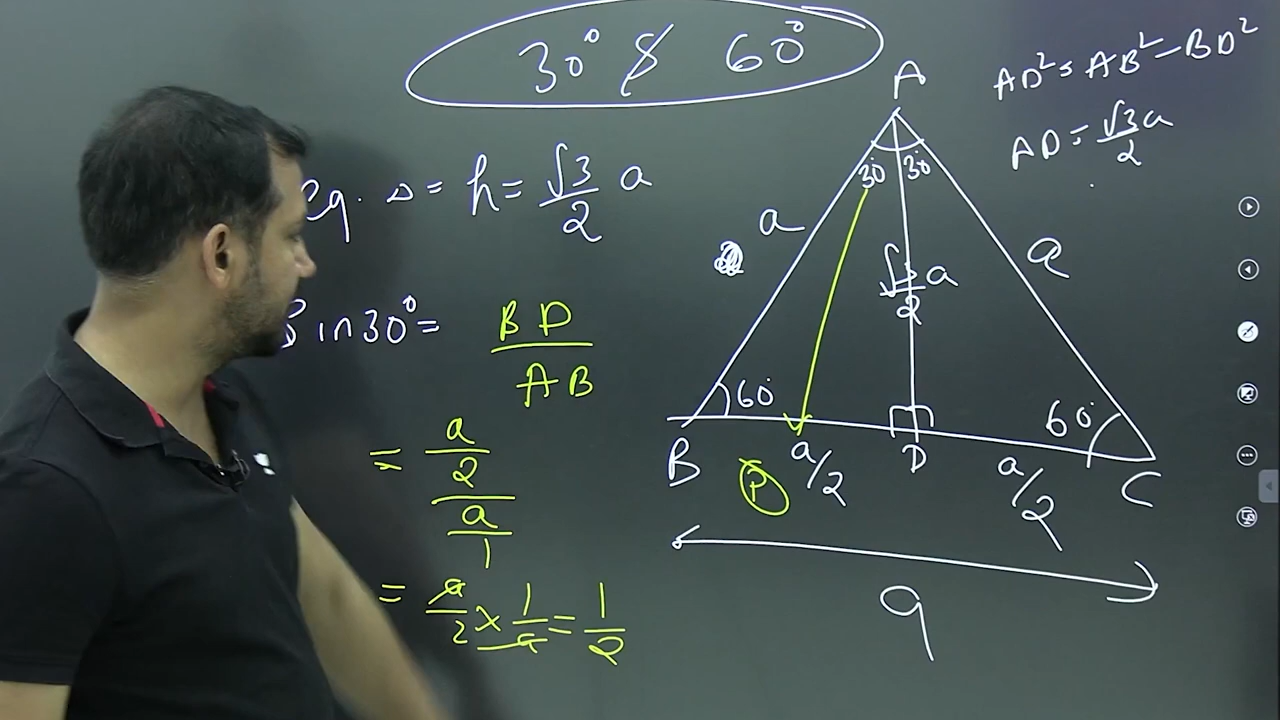 30° & 60°
eq. △ = h = √3/2 a
Sin30° = BD/AB
= a/2 / a/1
= a/2 × 1/a = 1/2
AD² = AB² − BD²
AD = √3a/2
A
30° 30°
a
a
√3/2 a
60°
60°
B
P
a/2
D
a/2
C
a